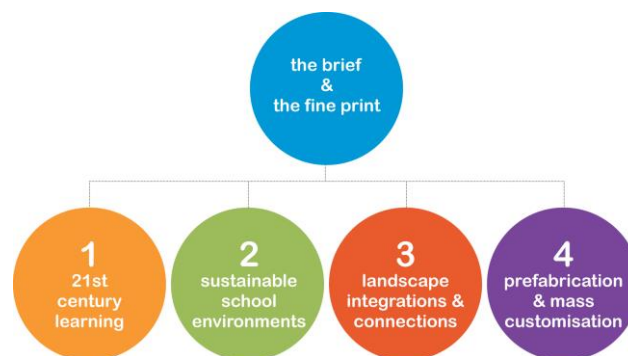 the brief
&
the fine print
1
21st
century
learning
2
sustainable
school
environments
3
landscape
integrations &
connections
4
prefabrication
& mass
customisation